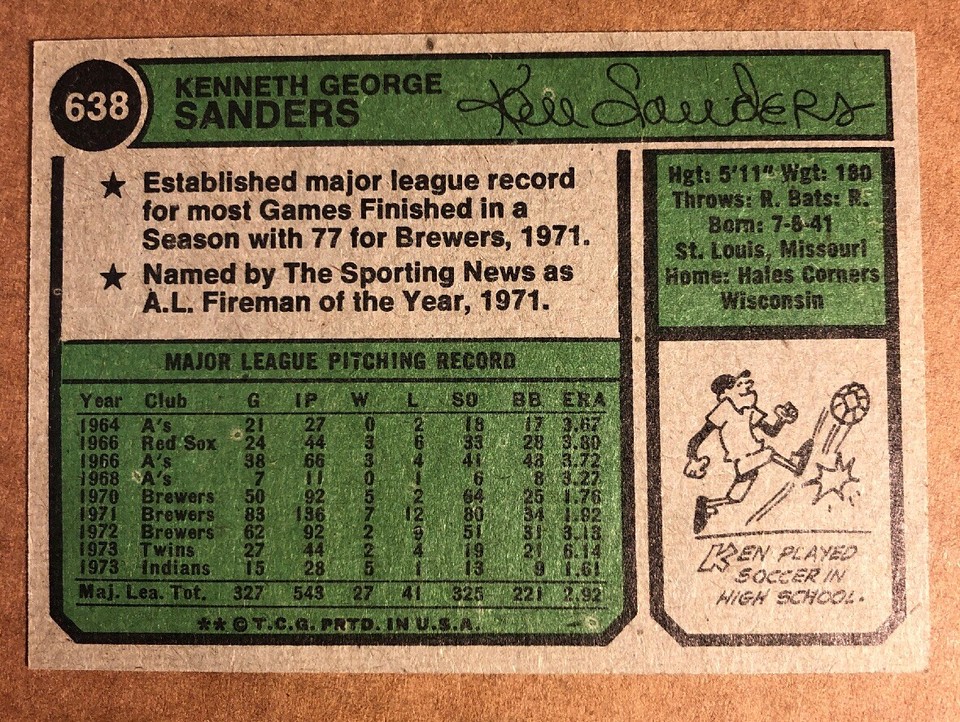 638
KENNETH GEORGE
SANDERS
Ken Sanders
★ Established major league record
for most Games Finished in a
Season with 77 for Brewers, 1971.
★ Named by The Sporting News as
A.L. Fireman of the Year, 1971.
Hgt: 5'11" Wgt: 180
Throws: R. Bats: R.
Born: 7-8-41
St. Louis, Missouri
Home: Hales Corners
Wisconsin
MAJOR LEAGUE PITCHING RECORD
Year Club G IP W L SO BB ERA
1964 A's 21 27 0 2 18 17 3.67
1966 Red Sox 24 44 3 6 33 28 3.80
1966 A's 38 66 3 4 41 48 3.72
1968 A's 7 11 0 1 6 8 3.27
1970 Brewers 50 92 5 2 64 25 1.76
1971 Brewers 83 136 7 12 80 34 1.92
1972 Brewers 62 92 2 9 51 31 3.13
1973 Twins 27 44 2 4 19 21 6.14
1973 Indians 15 28 5 1 13 9 1.61
Maj. Lea. Tot. 327 543 27 41 325 221 2.92
** © T.C.G. PRTD. IN U.S.A.
KEN PLAYED
SOCCER IN
HIGH SCHOOL.